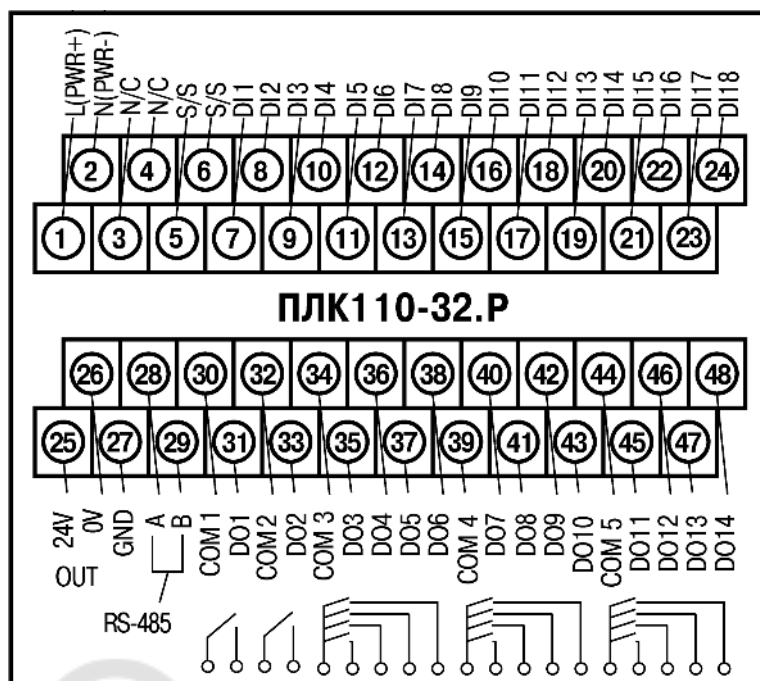 L(PWR+) N(PWR-) N/C N/C S/S S/S DI1 DI2 DI3 DI4 DI5 DI6 DI7 DI8 DI9 DI10 DI11 DI12 DI13 DI14 DI15 DI16 DI17 DI18
2 4 6 8 10 12 14 16 18 20 22 24
1 3 5 7 9 11 13 15 17 19 21 23
ПЛК110-32.Р
26 28 30 32 34 36 38 40 42 44 46 48
25 27 29 31 33 35 37 39 41 43 45 47
24V 0V GND A B COM 1 DO1 COM2 DO2 COM 3 DO3 DO4 DO5 DO6 COM 4 DO7 DO8 DO9 DO10 COM 5 DO11 DO12 DO13 DO14
OUT
RS-485